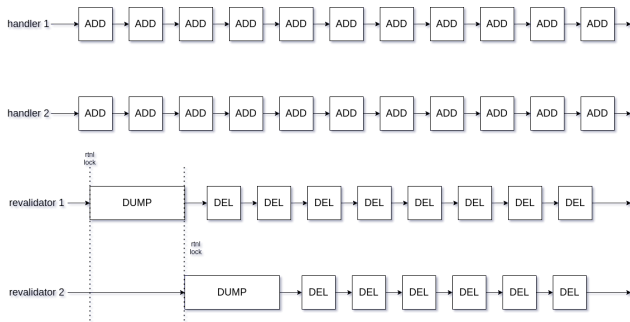 handler 1 ADD ADD ADD ADD ADD ADD ADD ADD ADD ADD ADD
handler 2 ADD ADD ADD ADD ADD ADD ADD ADD ADD ADD ADD
rtnl
lock
revalidator 1 DUMP DEL DEL DEL DEL DEL DEL DEL DEL
rtnl
lock
revalidator 2 DUMP DEL DEL DEL DEL DEL DEL